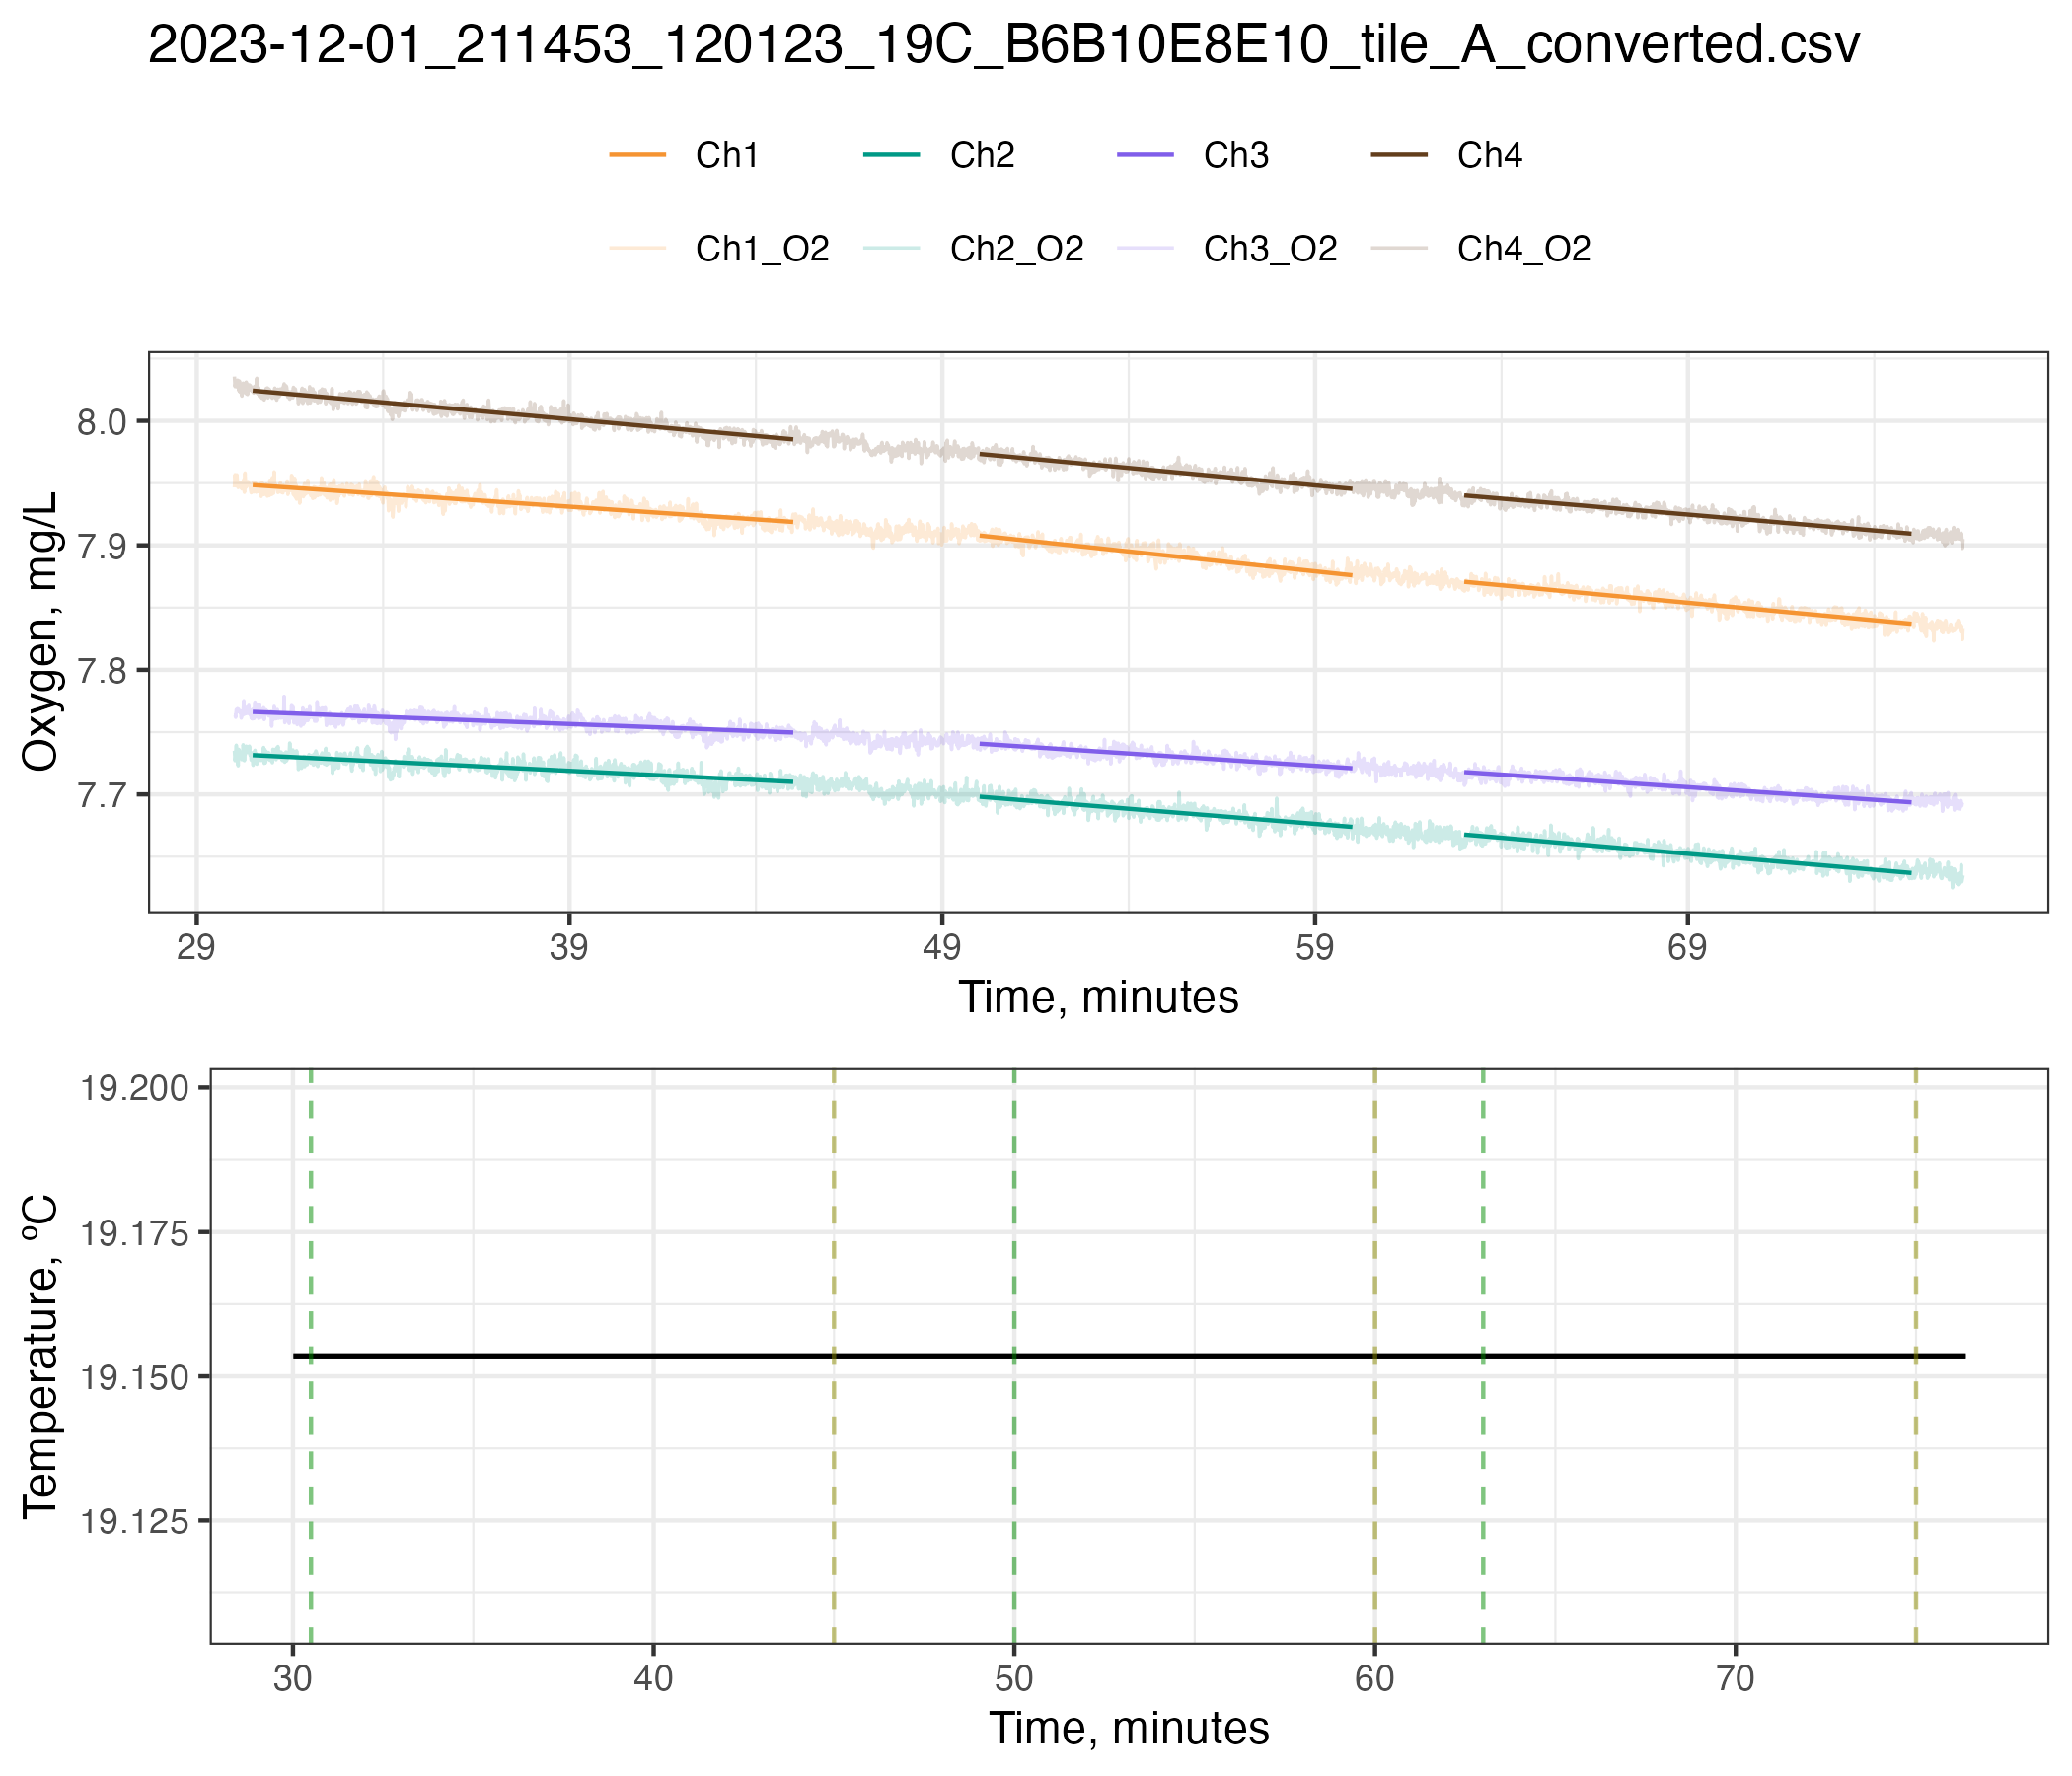 2023-12-01_211453_120123_19C_B6B10E8E10_tile_A_converted.csv
Ch1 Ch2 Ch3 Ch4
Ch1_O2 Ch2_O2 Ch3_O2 Ch4_O2
Oxygen, mg/L
8.0
7.9
7.8
7.7
29 39 49 59 69
Time, minutes
Temperature, ºC
19.200
19.175
19.150
19.125
30 40 50 60 70
Time, minutes